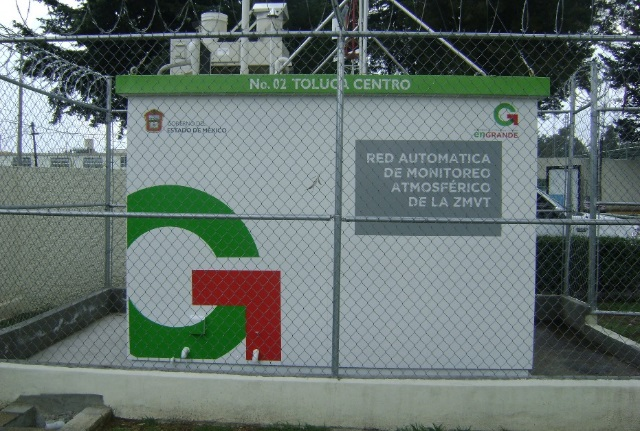 No. 02 TOLUCA CENTRO
GOBIERNO DEL
ESTADO DE MÉXICO
G
enGRANDE
RED AUTOMATICA
DE MONITOREO
ATMOSFÉRICO
DE LA ZMVT
G